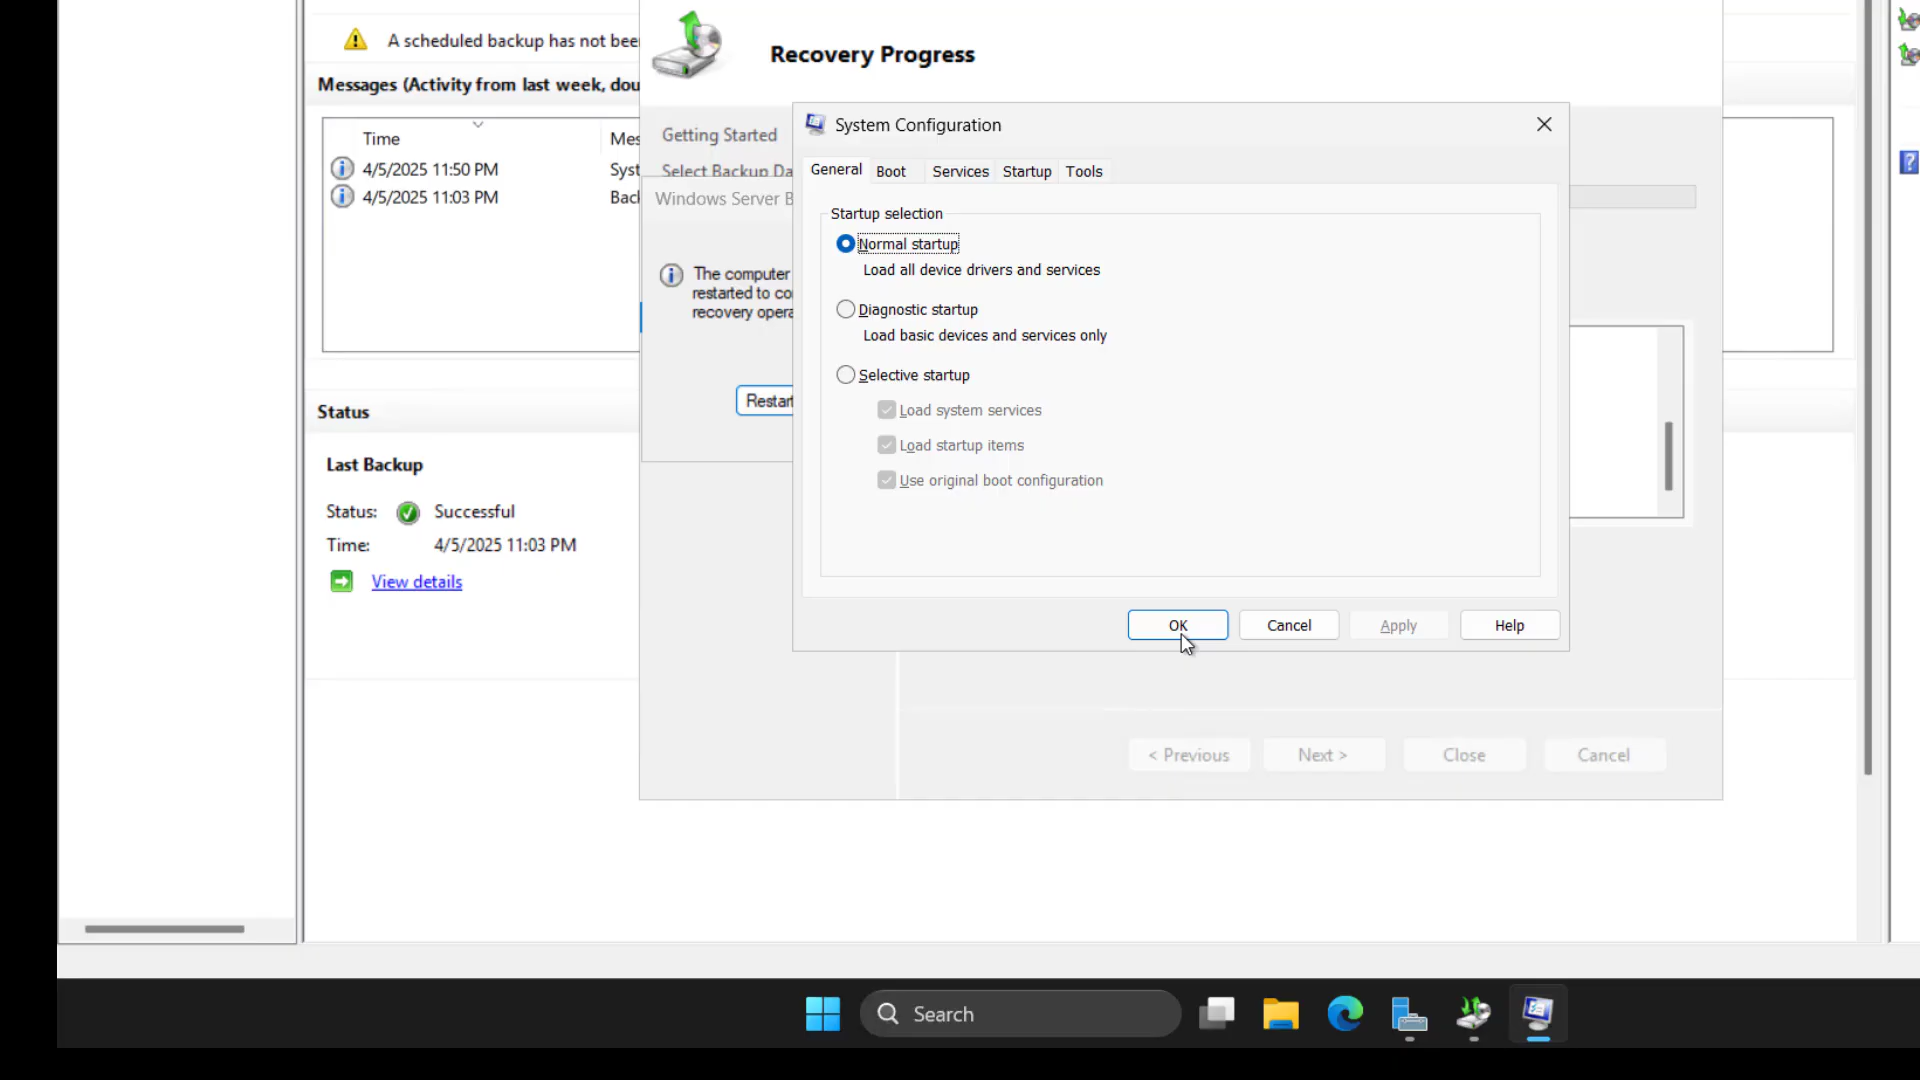 A scheduled backup has not bee
Messages (Activity from last week, dou
Time
Mes
4/5/2025 11:50 PM
Syst
4/5/2025 11:03 PM
Back
Status
Last Backup
Status: Successful
Time: 4/5/2025 11:03 PM
View details
Recovery Progress
Getting Started
Select Backup Da
Windows Server B
The computer
restarted to co
recovery opera
Restart
System Configuration
General Boot Services Startup Tools
Startup selection
Normal startup
Load all device drivers and services
Diagnostic startup
Load basic devices and services only
Selective startup
Load system services
Load startup items
Use original boot configuration
OK Cancel Apply Help
< Previous Next > Close Cancel
Search